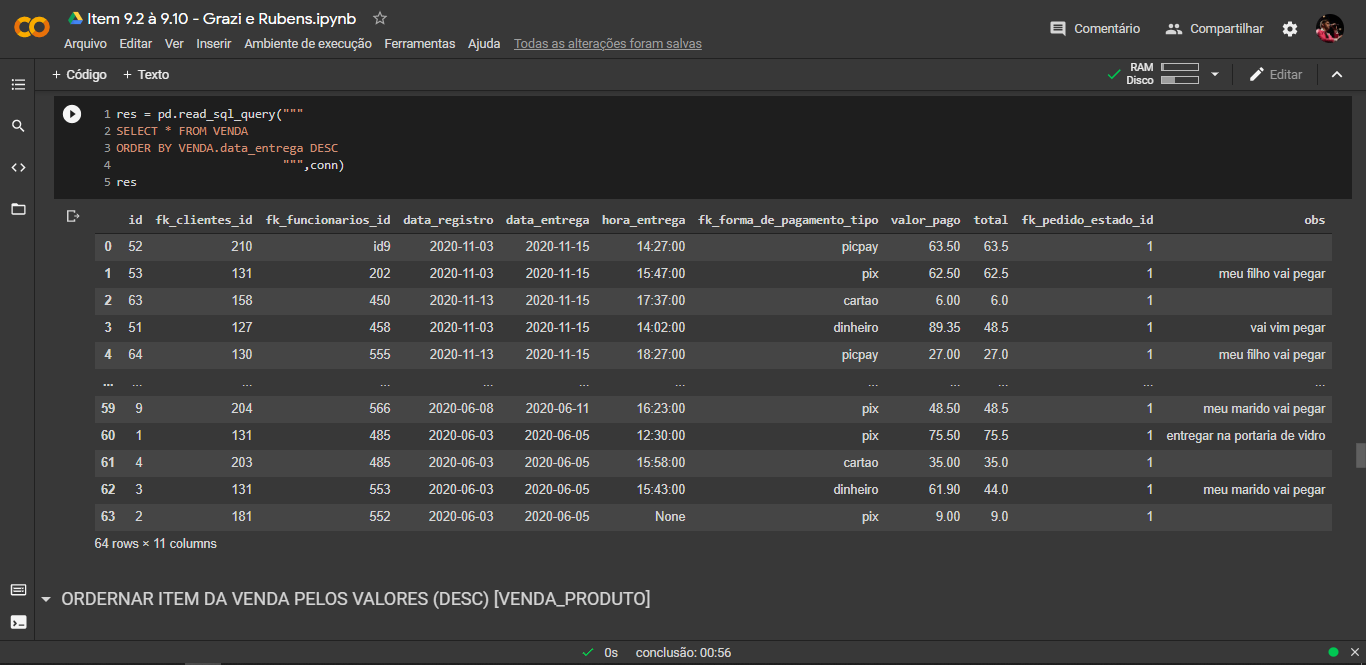 Item 9.2 à 9.10 - Grazi e Rubens.ipynb
Comentário Compartilhar
Arquivo Editar Ver Inserir Ambiente de execução Ferramentas Ajuda Todas as alterações foram salvas
+ Código + Texto
RAM
Disco
Editar
1 res = pd.read_sql_query("""
2 SELECT * FROM VENDA
3 ORDER BY VENDA.data_entrega DESC
4 """,conn)
5 res
id fk_clientes_id fk_funcionarios_id data_registro data_entrega hora_entrega fk_forma_de_pagamento_tipo valor_pago total fk_pedido_estado_id obs
0 52 210 id9 2020-11-03 2020-11-15 14:27:00 picpay 63.50 63.5 1
1 53 131 202 2020-11-03 2020-11-15 15:47:00 pix 62.50 62.5 1 meu filho vai pegar
2 63 158 450 2020-11-13 2020-11-15 17:37:00 cartao 6.00 6.0 1
3 51 127 458 2020-11-03 2020-11-15 14:02:00 dinheiro 89.35 48.5 1 vai vim pegar
4 64 130 555 2020-11-13 2020-11-15 18:27:00 picpay 27.00 27.0 1 meu filho vai pegar
... ... ... ... ... ... ... ... ... ... ... ...
59 9 204 566 2020-06-08 2020-06-11 16:23:00 pix 48.50 48.5 1 meu marido vai pegar
60 1 131 485 2020-06-03 2020-06-05 12:30:00 pix 75.50 75.5 1 entregar na portaria de vidro
61 4 203 485 2020-06-03 2020-06-05 15:58:00 cartao 35.00 35.0 1
62 3 131 553 2020-06-03 2020-06-05 15:43:00 dinheiro 61.90 44.0 1 meu marido vai pegar
63 2 181 552 2020-06-03 2020-06-05 None pix 9.00 9.0 1
64 rows × 11 columns
ORDERNAR ITEM DA VENDA PELOS VALORES (DESC) [VENDA_PRODUTO]
0s conclusão: 00:56